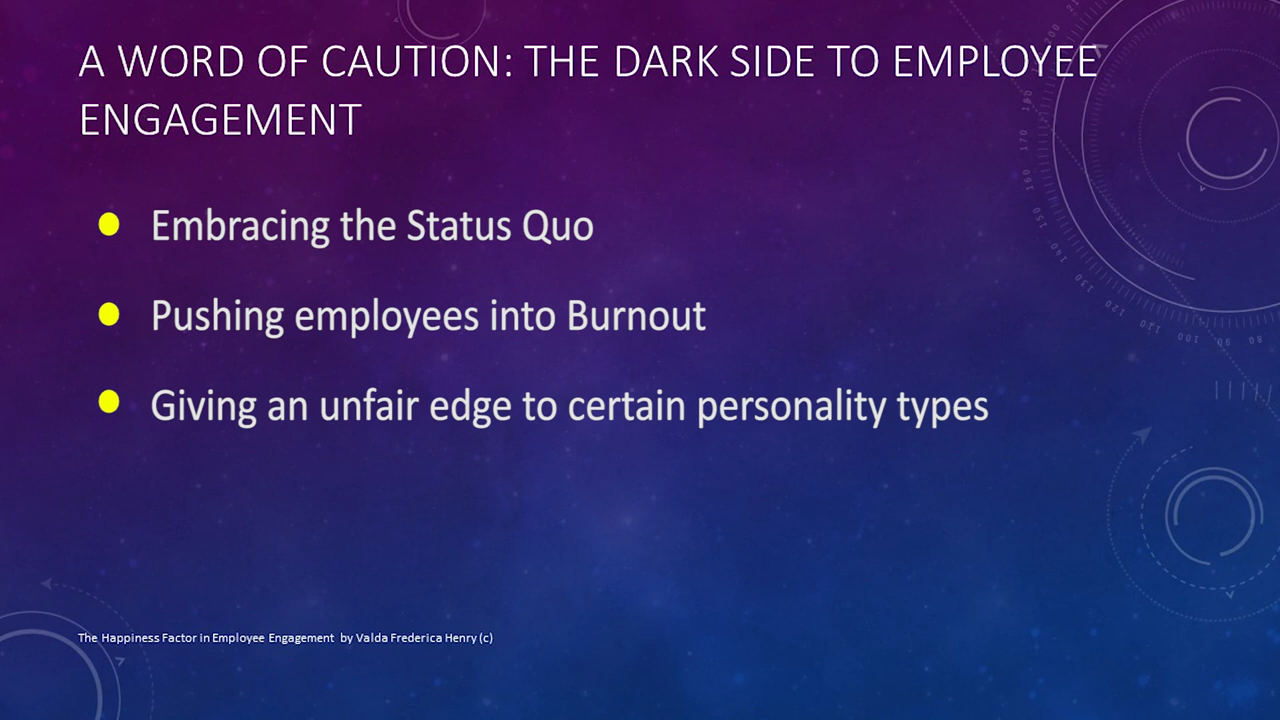 A WORD OF CAUTION: THE DARK SIDE TO EMPLOYEE
ENGAGEMENT
Embracing the Status Quo
Pushing employees into Burnout
Giving an unfair edge to certain personality types
The Happiness Factor in Employee Engagement by Valda Frederica Henry (c)